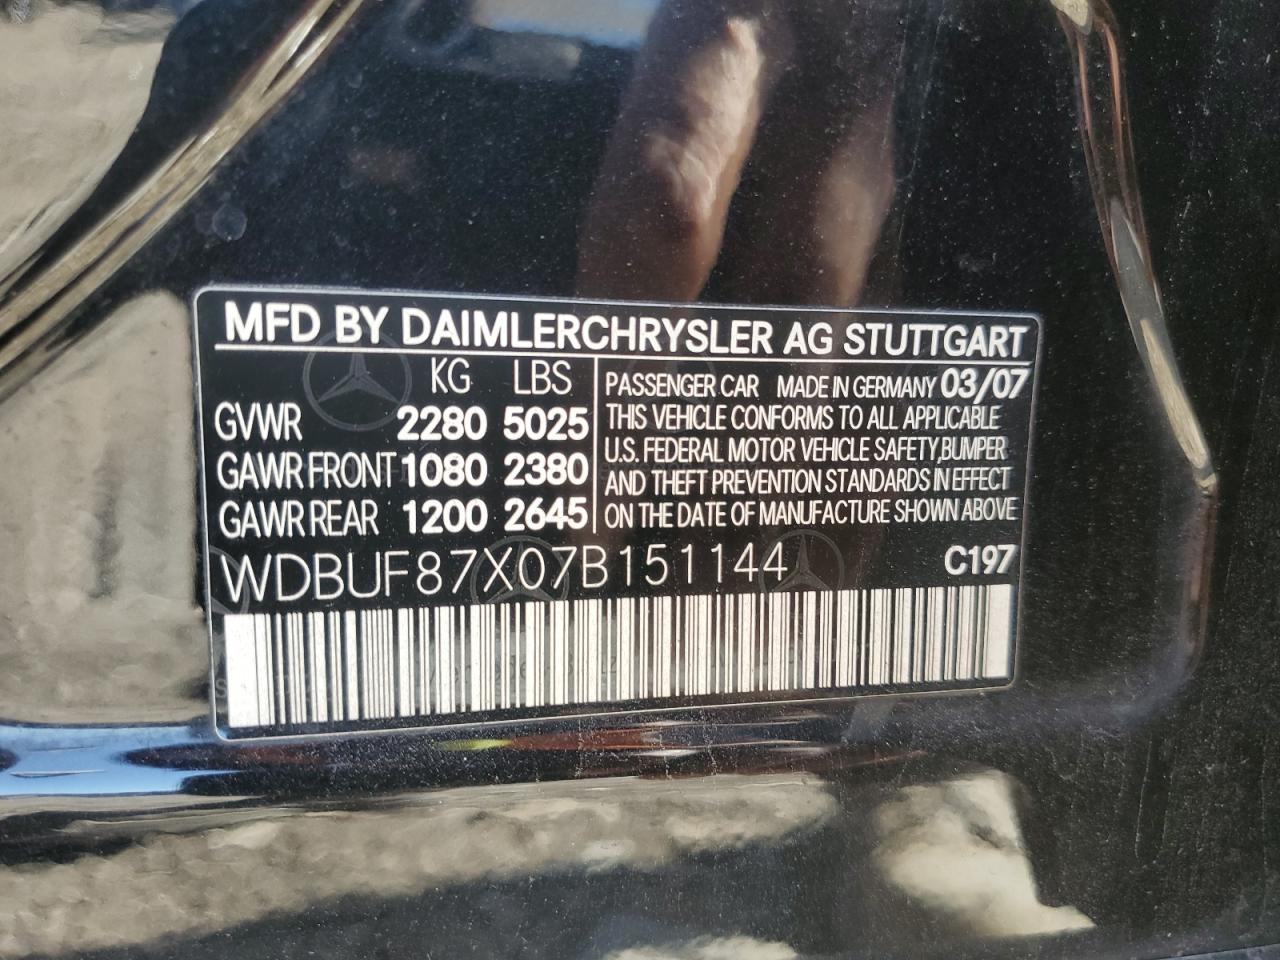 MFD BY DAIMLERCHRYSLER AG STUTTGART
KG LBS
GVWR 2280 5025
GAWR FRONT 1080 2380
GAWR REAR 1200 2645
PASSENGER CAR MADE IN GERMANY 03/07
THIS VEHICLE CONFORMS TO ALL APPLICABLE
U.S. FEDERAL MOTOR VEHICLE SAFETY,BUMPER
AND THEFT PREVENTION STANDARDS IN EFFECT
ON THE DATE OF MANUFACTURE SHOWN ABOVE
WDBUF87X07B151144 C197